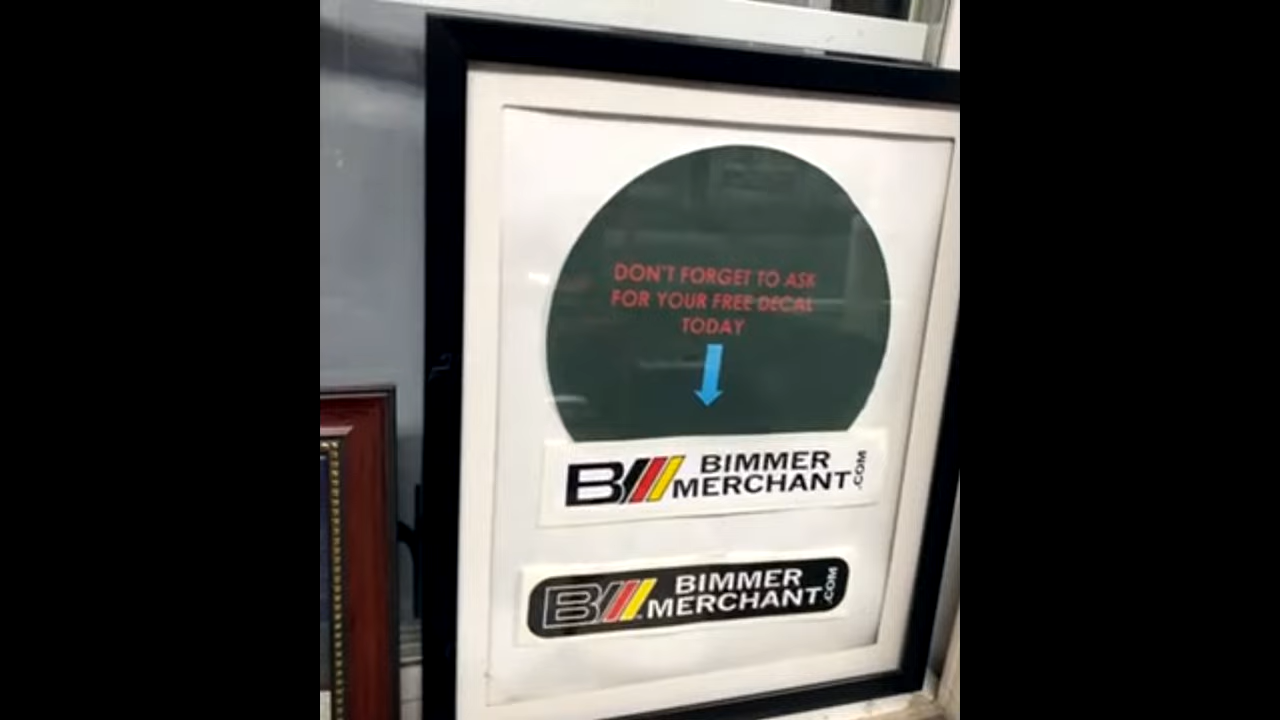 DON'T FORGET TO ASK
FOR YOUR FREE DECAL
TODAY
B BIMMER
MERCHANT.COM
B BIMMER
MERCHANT.COM